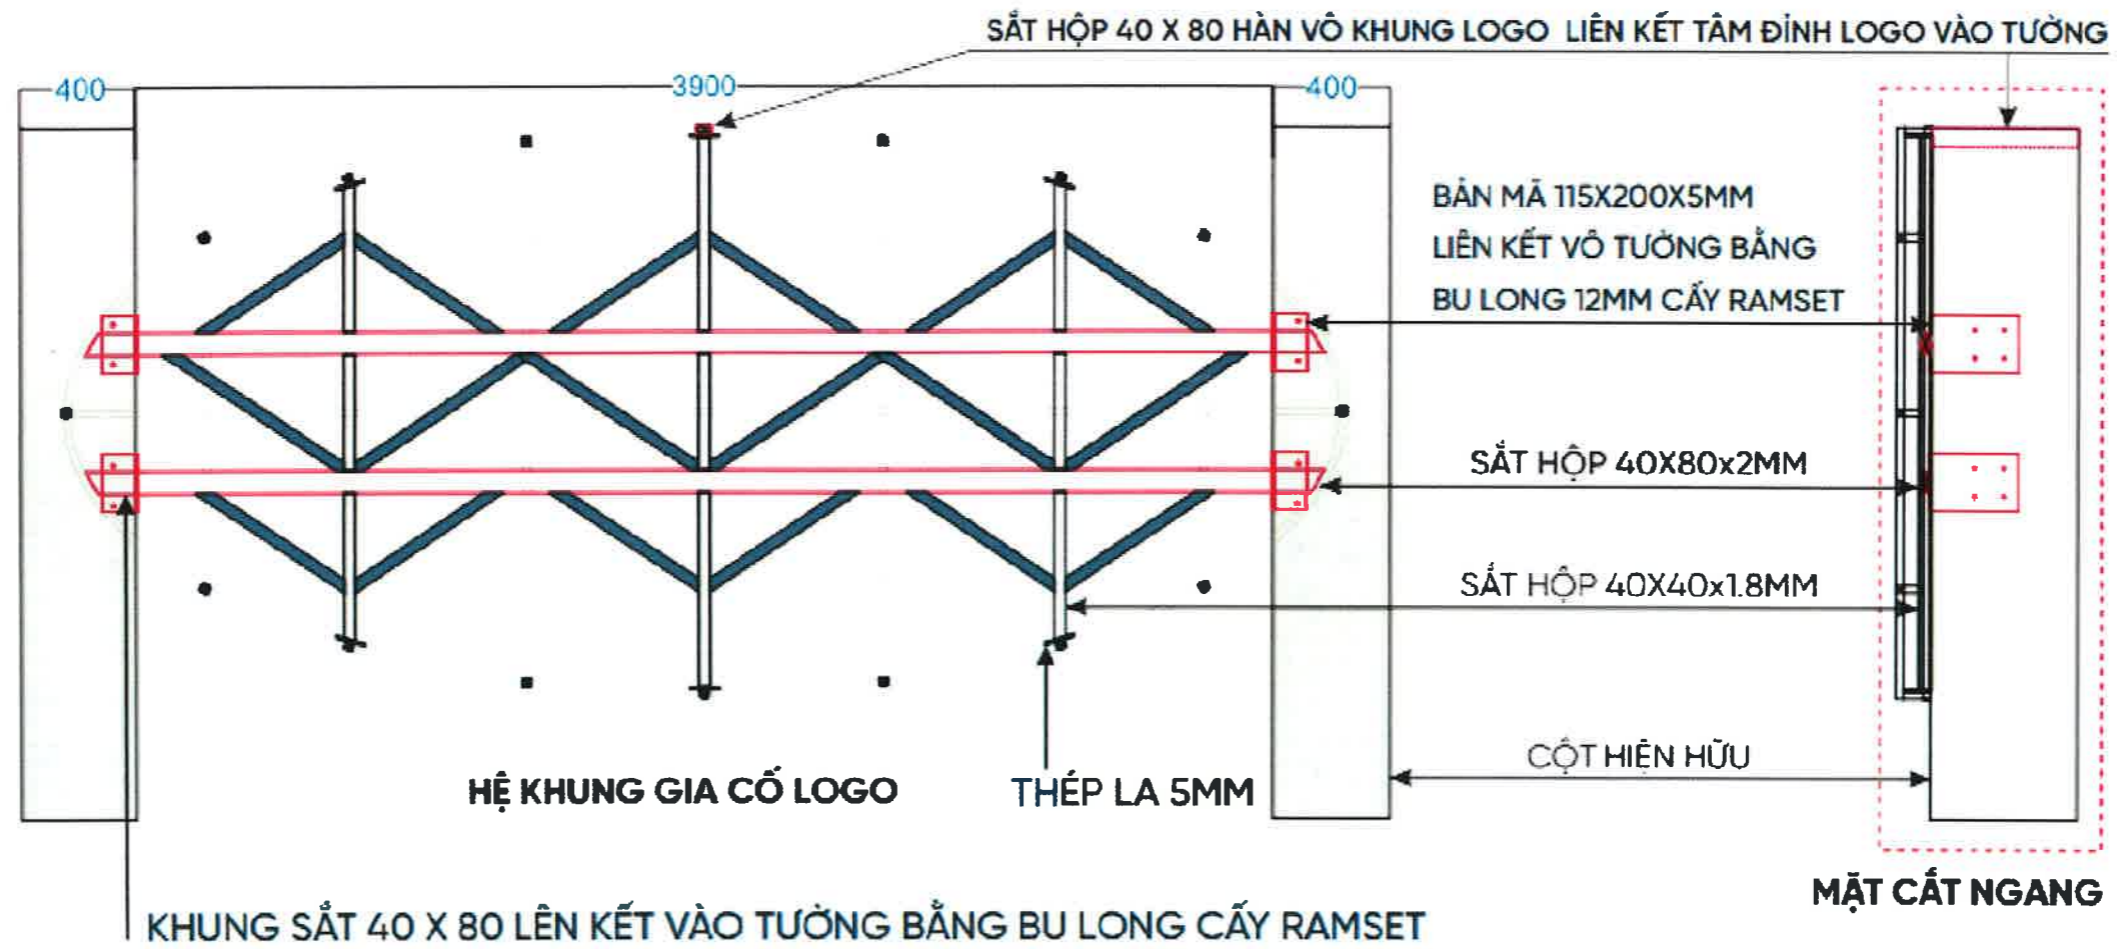 SẮT HỘP 40 X 80 HÀN VÔ KHUNG LOGO LIÊN KẾT TÂM ĐỈNH LOGO VÀO TƯỜNG
400
3900
400
BẢN MÃ 115X200X5MM
LIÊN KẾT VÔ TƯỜNG BẰNG
BU LONG 12MM CẤY RAMSET
SẮT HỘP 40X80x2MM
SẮT HỘP 40X40x1.8MM
CỘT HIỆN HỮU
HỆ KHUNG GIA CỐ LOGO
THÉP LA 5MM
MẶT CẮT NGANG
KHUNG SẮT 40 X 80 LÊN KẾT VÀO TƯỜNG BẰNG BU LONG CẤY RAMSET